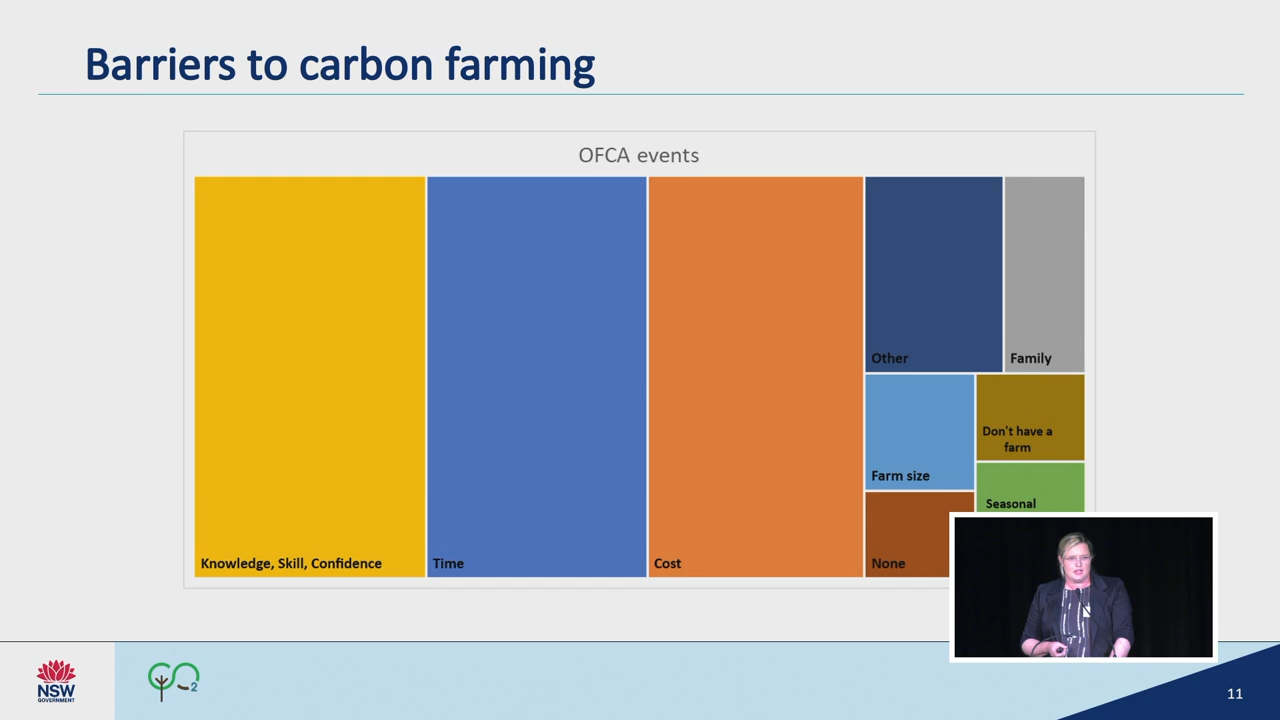 Barriers to carbon farming
OFCA events
Other
Family
Don't have a
farm
Farm size
Seasonal
Knowledge, Skill, Confidence
Time
Cost
None
NSW
GOVERNMENT
CO2
11